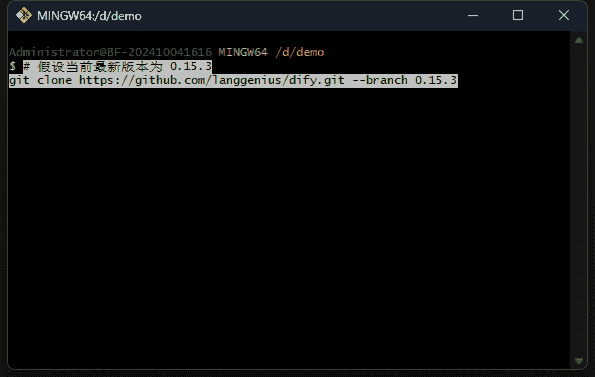 MINGW64:/d/demo
Administrator@BF-202410041616 MINGW64 /d/demo
$ # 假设当前最新版本为 0.15.3
git clone https://github.com/langgenius/dify.git --branch 0.15.3